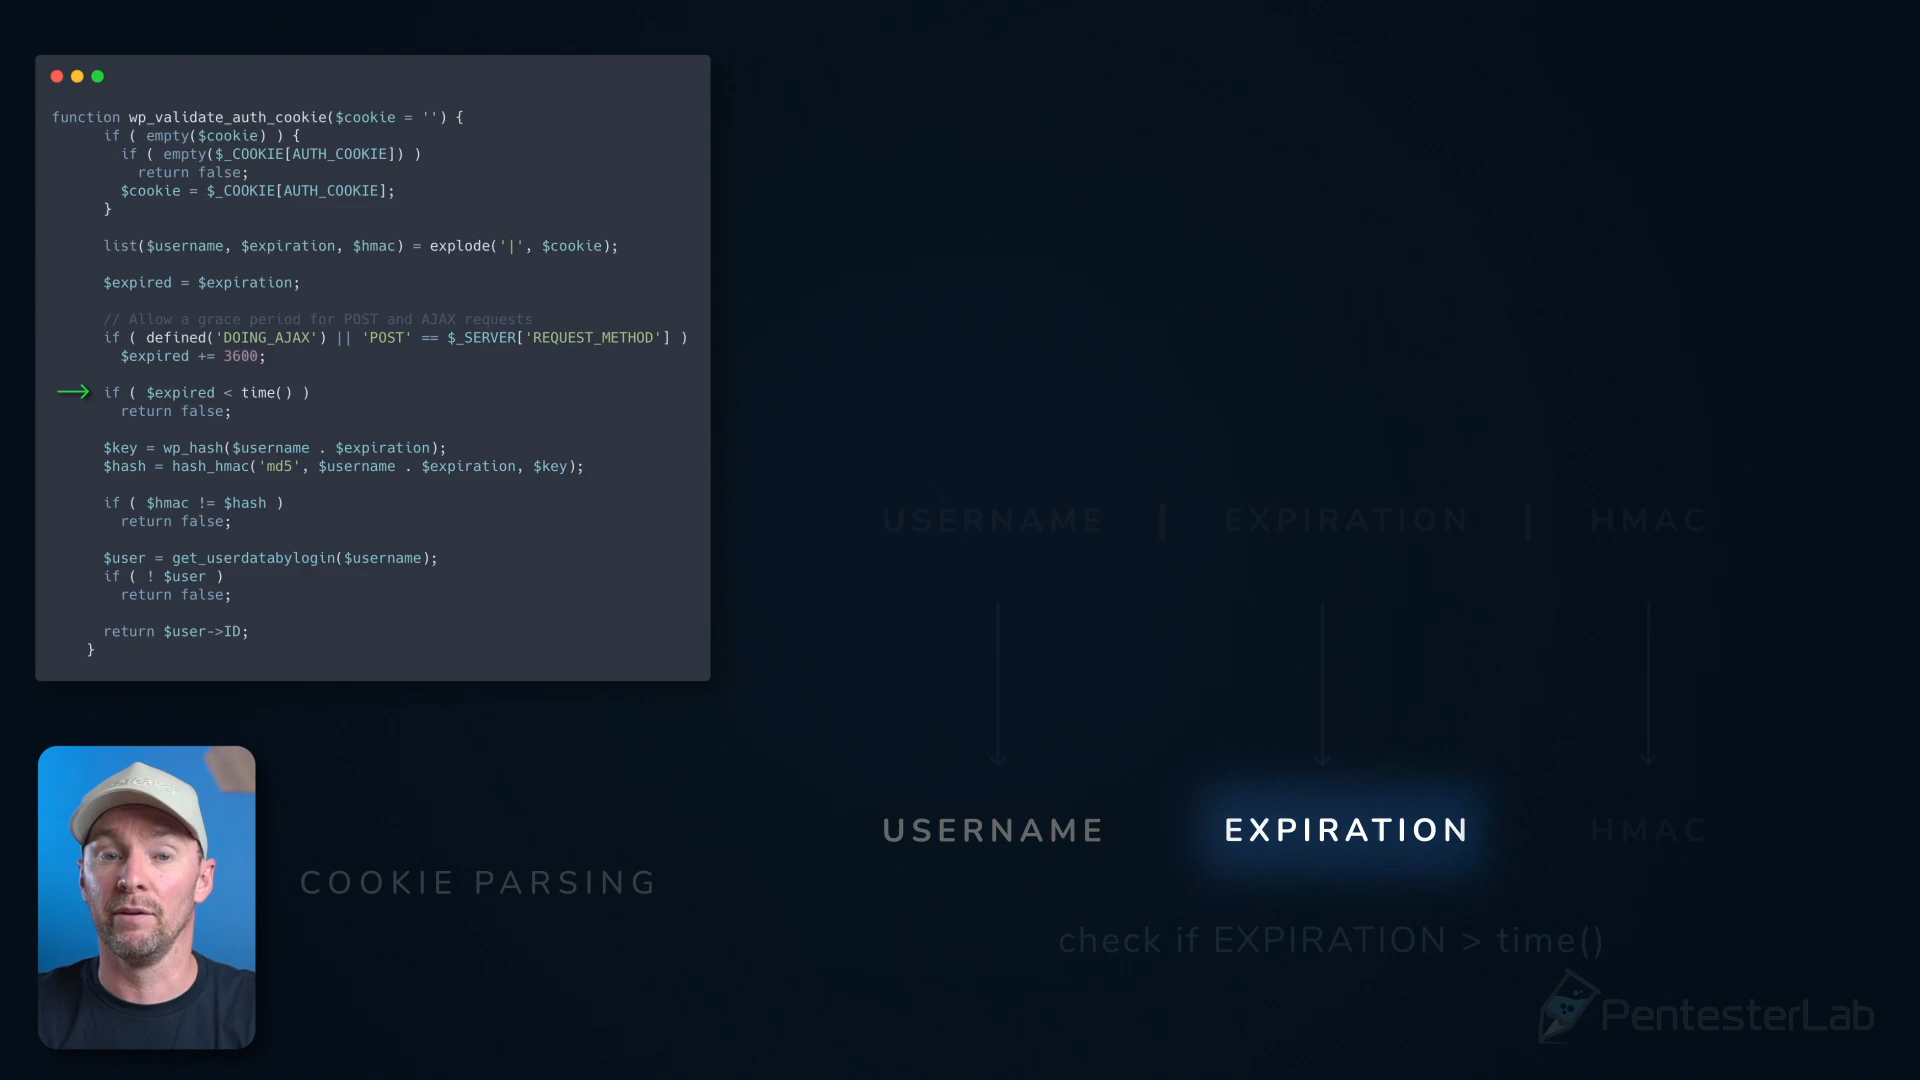 function wp_validate_auth_cookie($cookie = '') {
if ( empty($cookie) ) {
if ( empty($_COOKIE[AUTH_COOKIE]) )
return false;
$cookie = $_COOKIE[AUTH_COOKIE];
}
list($username, $expiration, $hmac) = explode('|', $cookie);
$expired = $expiration;
// Allow a grace period for POST and AJAX requests
if ( defined('DOING_AJAX') || 'POST' == $_SERVER['REQUEST_METHOD'] )
$expired += 3600;
if ( $expired < time() )
return false;
$key = wp_hash($username . $expiration);
$hash = hash_hmac('md5', $username . $expiration, $key);
if ( $hmac != $hash )
return false;
$user = get_userdatabylogin($username);
if ( ! $user )
return false;
return $user->ID;
}
USERNAME | EXPIRATION | HMAC
USERNAME EXPIRATION HMAC
COOKIE PARSING
check if EXPIRATION > time()
PentesterLab